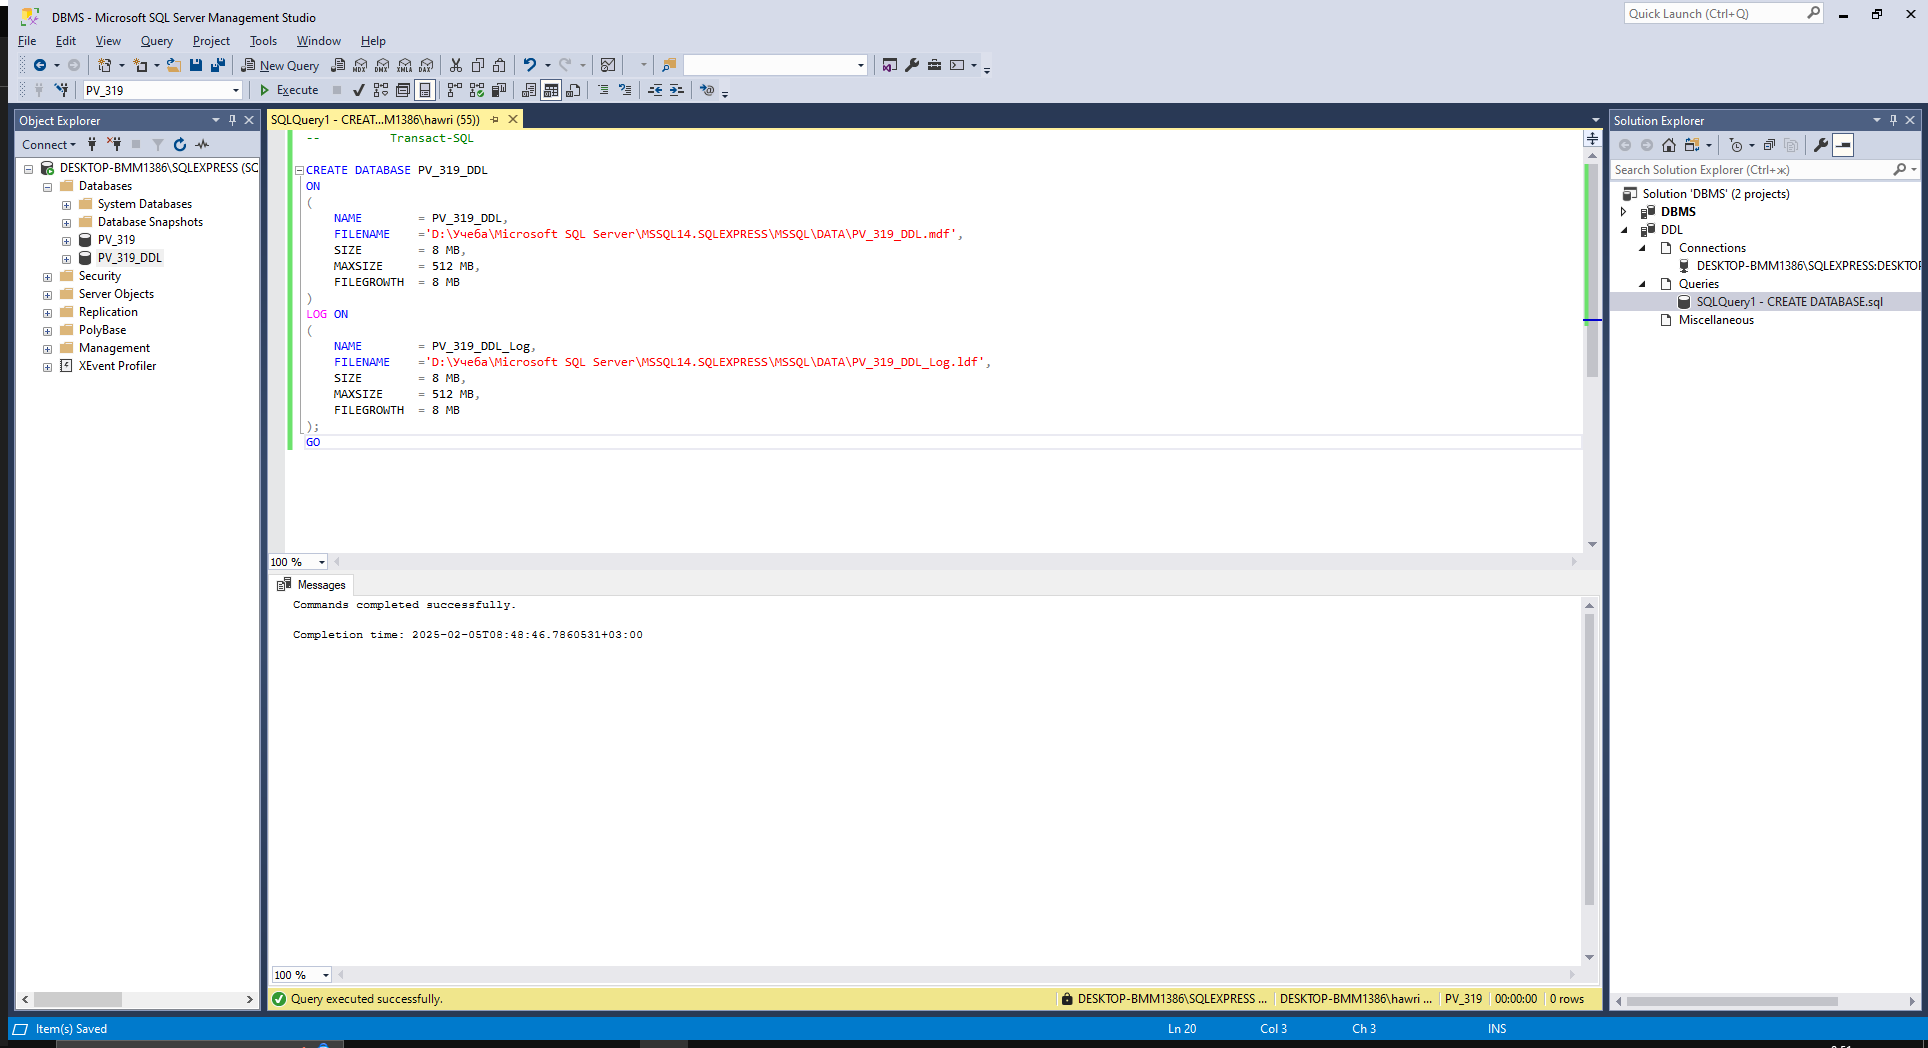 DBMS - Microsoft SQL Server Management Studio
Quick Launch (Ctrl+Q)
File Edit View Query Project Tools Window Help
New Query MDX DMX XMLA DAX
PV_319 Execute
Object Explorer
Connect
DESKTOP-BMM1386\SQLEXPRESS (SQ
Databases
System Databases
Database Snapshots
PV_319
PV_319_DDL
Security
Server Objects
Replication
PolyBase
Management
XEvent Profiler
SQLQuery1 - CREAT...M1386\hawri (55))
-- Transact-SQL
CREATE DATABASE PV_319_DDL
ON
(
NAME = PV_319_DDL,
FILENAME ='D:\Учеба\Microsoft SQL Server\MSSQL14.SQLEXPRESS\MSSQL\DATA\PV_319_DDL.mdf',
SIZE = 8 MB,
MAXSIZE = 512 MB,
FILEGROWTH = 8 MB
)
LOG ON
(
NAME = PV_319_DDL_Log,
FILENAME ='D:\Учеба\Microsoft SQL Server\MSSQL14.SQLEXPRESS\MSSQL\DATA\PV_319_DDL_Log.ldf',
SIZE = 8 MB,
MAXSIZE = 512 MB,
FILEGROWTH = 8 MB
);
GO
100 %
Messages
Commands completed successfully.
Completion time: 2025-02-05T08:48:46.7860531+03:00
100 %
Query executed successfully. DESKTOP-BMM1386\SQLEXPRESS ... DESKTOP-BMM1386\hawri ... PV_319 00:00:00 0 rows
Solution Explorer
Search Solution Explorer (Ctrl+ж)
Solution 'DBMS' (2 projects)
DBMS
DDL
Connections
DESKTOP-BMM1386\SQLEXPRESS:DESKTOP
Queries
SQLQuery1 - CREATE DATABASE.sql
Miscellaneous
Item(s) Saved Ln 20 Col 3 Ch 3 INS